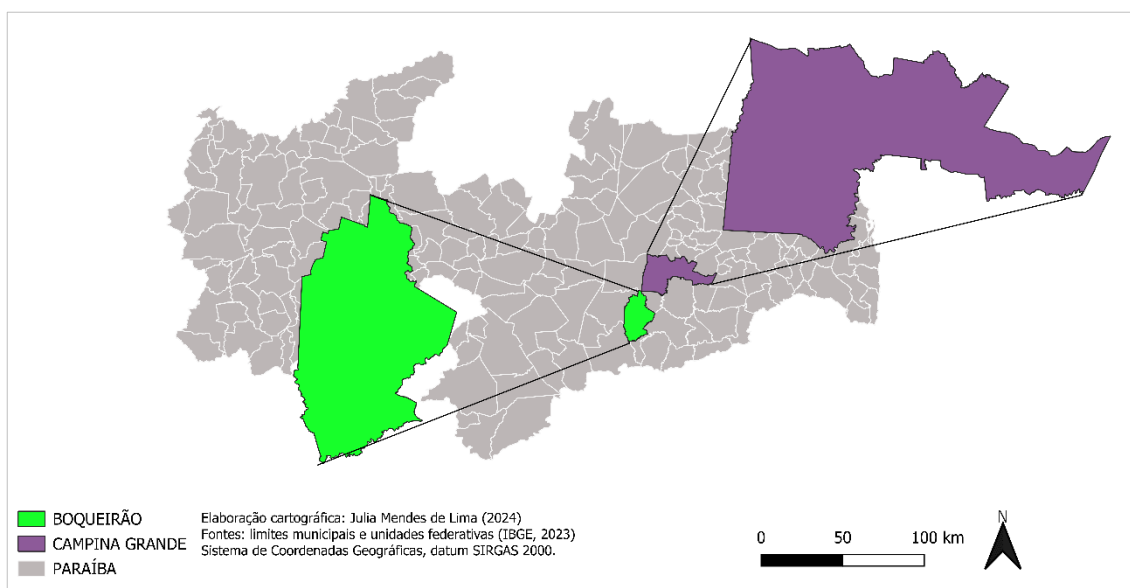 BOQUEIRÃO
CAMPINA GRANDE
PARAÍBA
Elaboração cartográfica: Julia Mendes de Lima (2024)
Fontes: limites municipais e unidades federativas (IBGE, 2023)
Sistema de Coordenadas Geográficas, datum SIRGAS 2000.
0 50 100 km
N